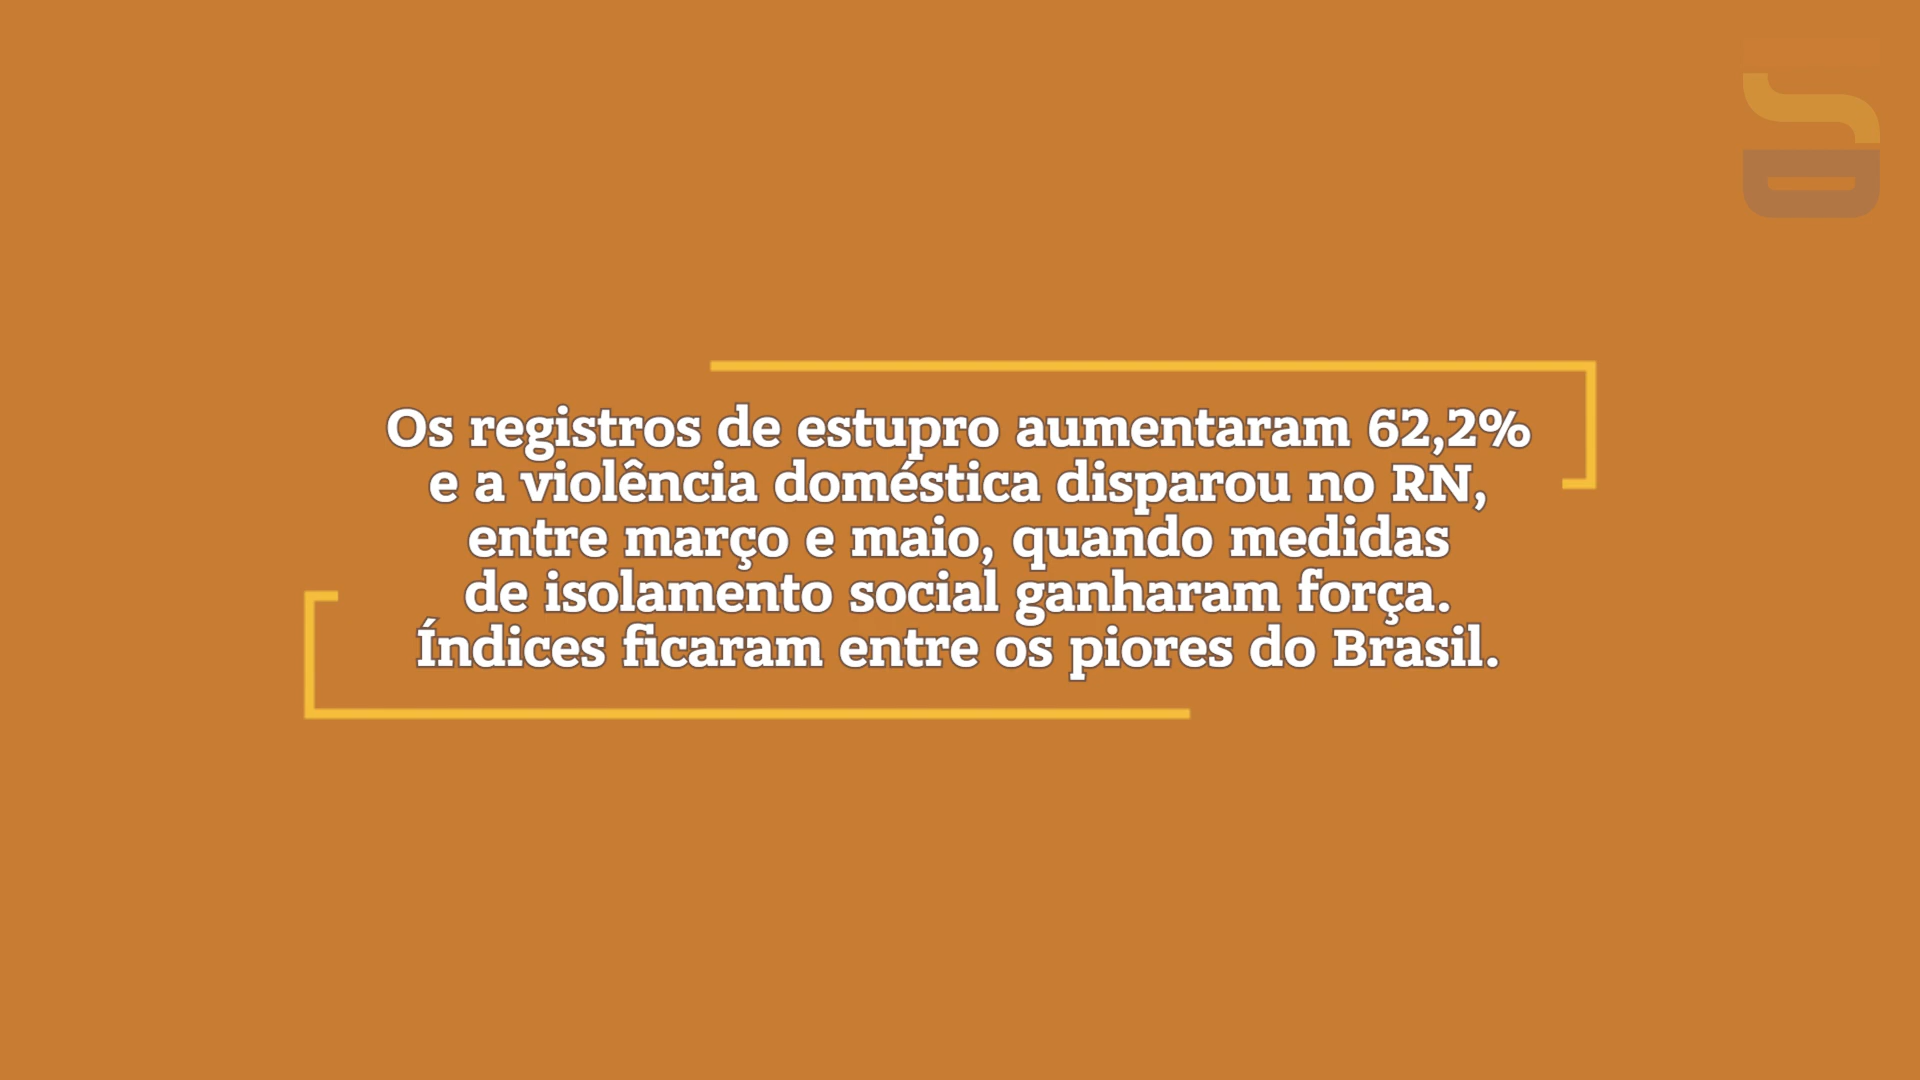 Os registros de estupro aumentaram 62,2%
e a violência doméstica disparou no RN,
entre março e maio, quando medidas
de isolamento social ganharam força.
Índices ficaram entre os piores do Brasil.